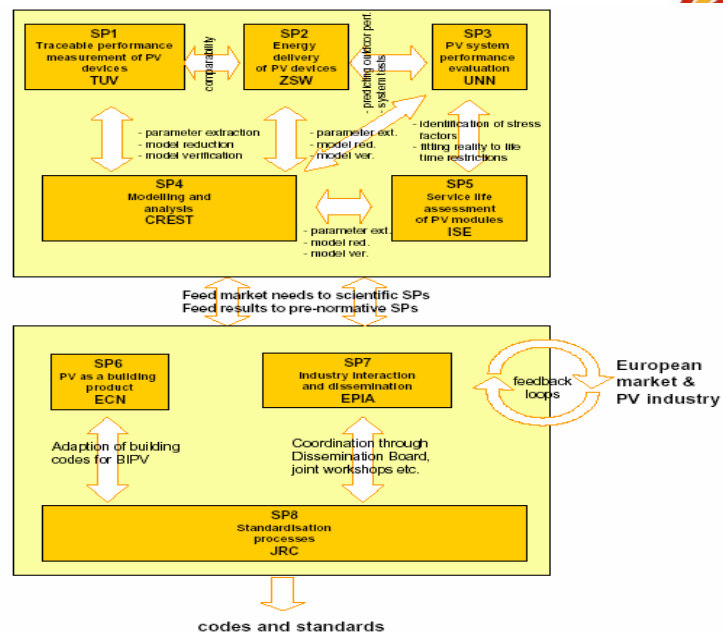 SP1
Traceable performance
measurement of PV
devices
TUV
comparability
SP2
Energy
delivery
of PV devices
ZSW
- predicting outdoor perf.
- system tests
SP3
PV system
performance
evaluation
UNN
- parameter extraction
- model reduction
- model verification
- parameter ext.
- model red.
- model ver.
- identification of stress
factors
- fitting reality to life
time restrictions
SP4
Modelling and
analysis
CREST
- parameter ext.
- model red.
- model ver.
SP5
Service life
assessment
of PV modules
ISE
Feed market needs to scientific SPs
Feed results to pre-normative SPs
SP6
PV as a building
product
ECN
SP7
Industry interaction
and dissemination
EPIA
feedback
loops
European
market &
PV industry
Adaption of building
codes for BIPV
Coordination through
Dissemination Board,
joint workshops etc.
SP8
Standardisation
processes
JRC
codes and standards